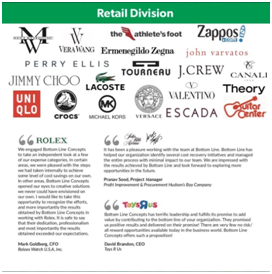 Retail Division
VERA WANG
the athlete's foot
Zappos
.com
Ermenegildo Zegna
john varvatos
PERRY ELLIS
TOURNEAU
J.CREW
CANALI
JIMMY CHOO
LACOSTE
VALENTINO
Theory
UNI
QLO
crocs
MK
MICHAEL KORS
VERSACE
ESCADA
Guitar
Center
ROLEX
We engaged Bottom Line Concepts
to take an independent look at a few
of our expense categories. In certain
areas, we were pleased with the steps
we had taken internally to achieve
some level of cost savings on our own.
In other areas, Bottom Line Concepts
opened our eyes to creative solutions
we never could have envisioned on
our own. I would like to take this
opportunity to recognize the efforts,
and more importantly the results
obtained by Bottom Line Concepts in
working with Rolex. It is safe to say
that their dedication, professionalism
and most importantly the results
obtained exceeded our expectations.
Mark Goldberg, CFO
Rolex Watch U.S.A, Inc.
It has been a pleasure working with the team at Bottom Line. Bottom Line has
helped our organization identify several cost recovery initiatives and managed
the entire process with minimal impact to our team. We are impressed with
the results achieved by Bottom Line and look forward to exploring more
opportunities in the future.
Pranav Sood, Project Manager
Profit Improvement & Procurement Hudson's Bay Company
TOYSRUS
Bottom Line Concepts has terrific leadership and fulfills its promise to add
value by contributing to the bottom line of your organization. They promised
us positive results and delivered on their promise! There are very few no risk/
all reward opportunities available today in the business world. Bottom Line
Concepts offers such a proposition!
David Brandon, CEO
Toys R Us